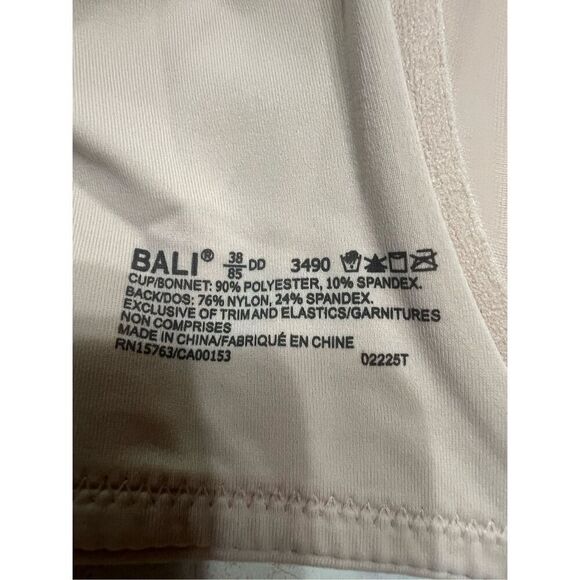 BALI® 38/85 DD 3490
CUP/BONNET: 90% POLYESTER, 10% SPANDEX.
BACK/DOS: 76% NYLON, 24% SPANDEX.
EXCLUSIVE OF TRIM AND ELASTICS/GARNITURES
NON COMPRISES
MADE IN CHINA/FABRIQUÉ EN CHINE
RN15763/CA00153 02225T